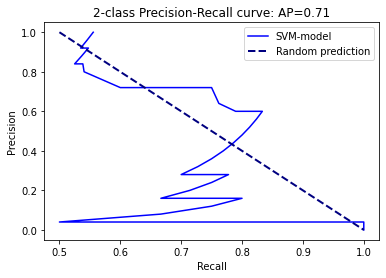 2-class Precision-Recall curve: AP=0.71
SVM-model
Random prediction
Precision
1.0
0.8
0.6
0.4
0.2
0.0
0.5 0.6 0.7 0.8 0.9 1.0
Recall